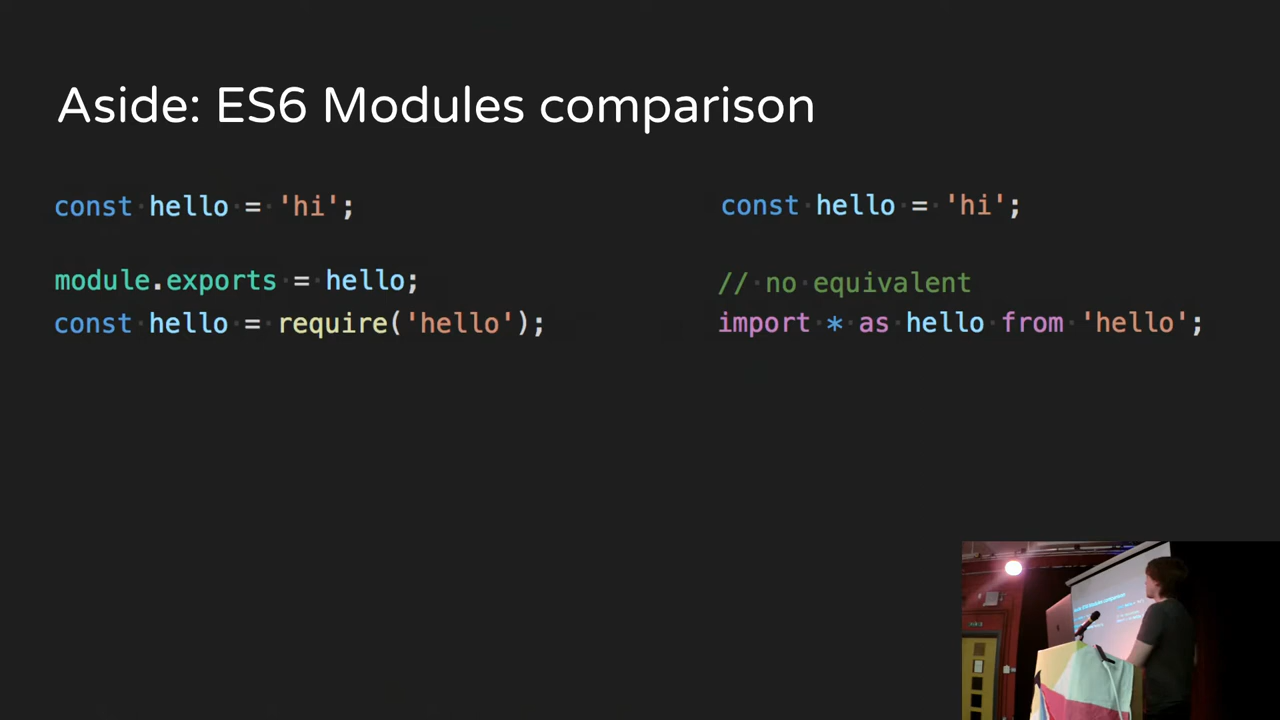 Aside: ES6 Modules comparison
const hello = 'hi';
module.exports = hello;
const hello = require('hello');
const hello = 'hi';
// no equivalent
import * as hello from 'hello';